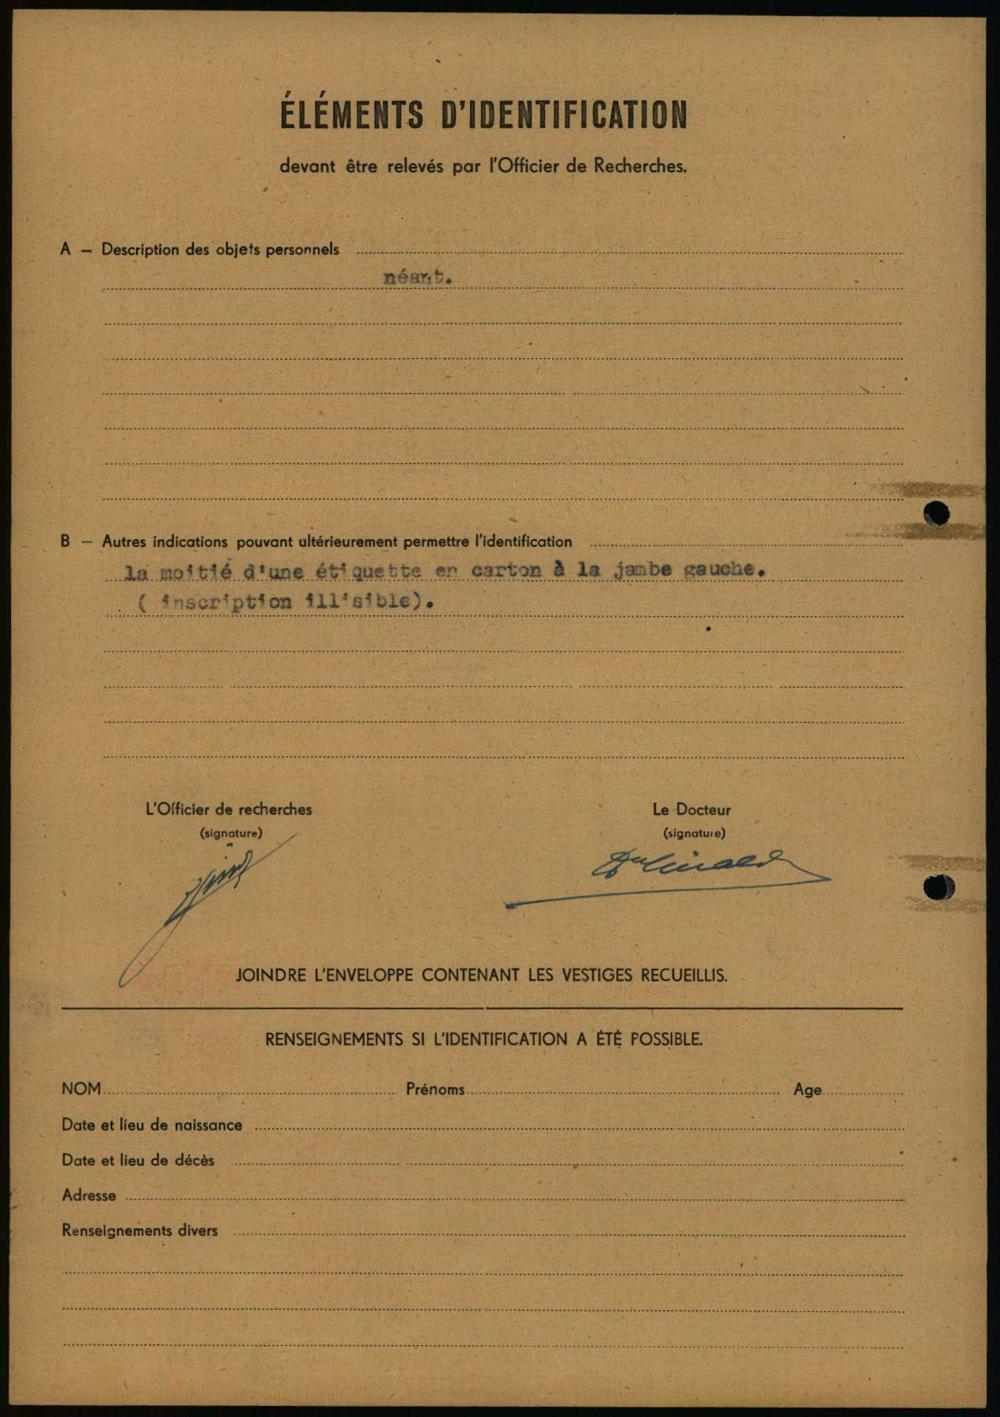 ÉLÉMENTS D'IDENTIFICATION
devant être relevés par l'Officier de Recherches.
A – Description des objets personnels
néant.
B – Autres indications pouvant ultérieurement permettre l'identification
la moitié d'une étiquette en carton à la jambe gauche.
( inscription illisible).
L'Officier de recherches
(signature)
Le Docteur
(signature)
JOINDRE L'ENVELOPPE CONTENANT LES VESTIGES RECUEILLIS.
RENSEIGNEMENTS SI L'IDENTIFICATION A ÉTÉ POSSIBLE.
NOM Prénoms Age
Date et lieu de naissance
Date et lieu de décès
Adresse
Renseignements divers